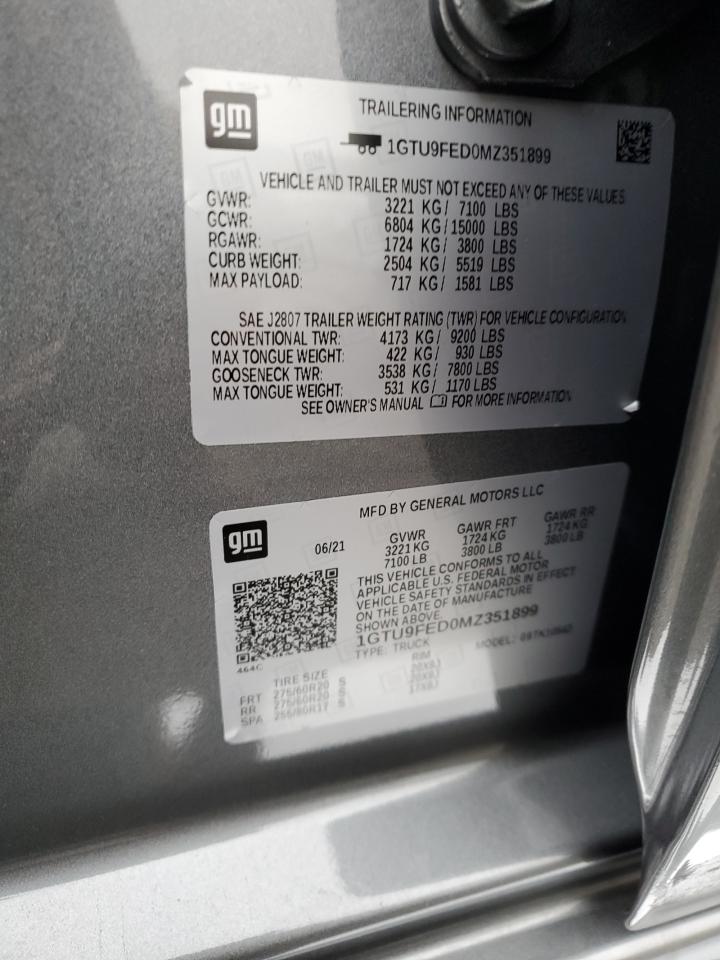 gm
TRAILERING INFORMATION
1GTU9FED0MZ351899
VEHICLE AND TRAILER MUST NOT EXCEED ANY OF THESE VALUES
GVWR: 3221 KG / 7100 LBS
GCWR: 6804 KG / 15000 LBS
RGAWR: 1724 KG / 3800 LBS
CURB WEIGHT: 2504 KG / 5519 LBS
MAX PAYLOAD: 717 KG / 1581 LBS
SAE J2807 TRAILER WEIGHT RATING (TWR) FOR VEHICLE CONFIGURATION
CONVENTIONAL TWR: 4173 KG / 9200 LBS
MAX TONGUE WEIGHT: 422 KG / 930 LBS
GOOSENECK TWR: 3538 KG / 7800 LBS
MAX TONGUE WEIGHT: 531 KG / 1170 LBS
SEE OWNER'S MANUAL FOR MORE INFORMATION
gm
MFD BY GENERAL MOTORS LLC
06/21 GVWR GAWR FRT GAWR RR
3221 KG 1724 KG 1724 KG
7100 LB 3800 LB 3800 LB
THIS VEHICLE CONFORMS TO ALL
APPLICABLE U.S. FEDERAL MOTOR
VEHICLE SAFETY STANDARDS IN EFFECT
ON THE DATE OF MANUFACTURE
SHOWN ABOVE.
1GTU9FED0MZ351899
TYPE: TRUCK MODEL:
464C
TIRE SIZE RIM
FRT 275/60R20 S 20X9J
RR 275/60R20 S 20X9J
SPA 255/80R17 S 17X8J